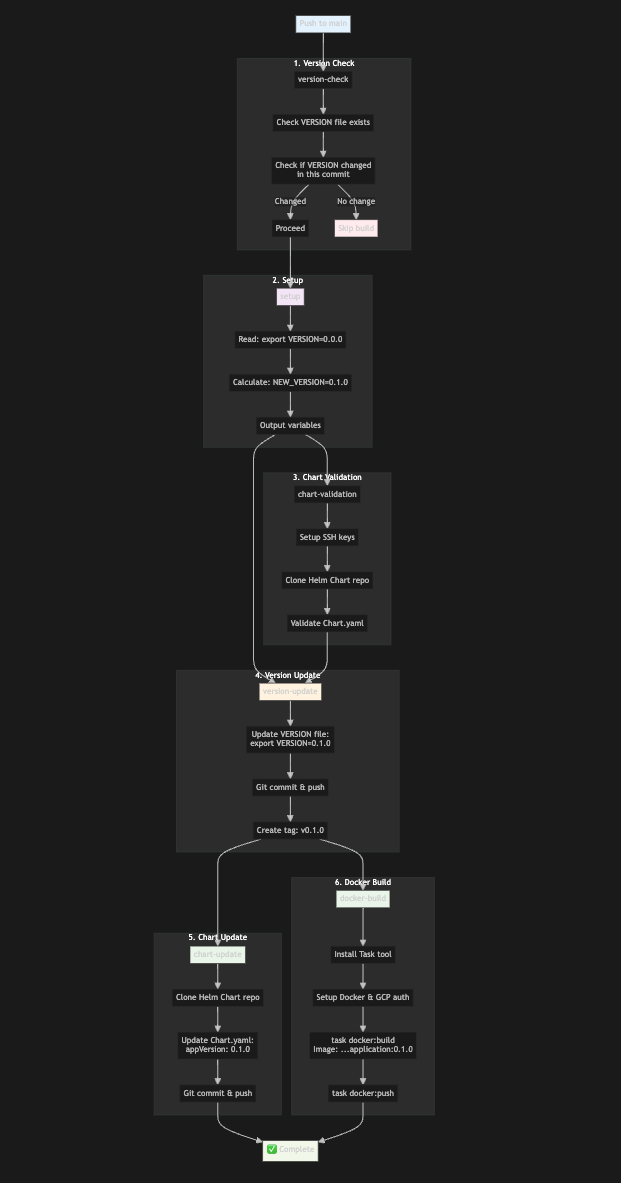 Push to main
1. Version Check
version-check
Check VERSION file exists
Check if VERSION changed
in this commit
Changed
No change
Proceed
Skip build
2. Setup
setup
Read: export VERSION=0.0.0
Calculate: NEW_VERSION=0.1.0
Output variables
3. Chart Validation
chart-validation
Setup SSH keys
Clone Helm Chart repo
Validate Chart.yaml
4. Version Update
version-update
Update VERSION file:
export VERSION=0.1.0
Git commit & push
Create tag: v0.1.0
5. Chart Update
chart-update
Clone Helm Chart repo
Update Chart.yaml:
appVersion: 0.1.0
Git commit & push
6. Docker Build
docker-build
Install Task tool
Setup Docker & GCP auth
task docker:build
Image: ...application:0.1.0
task docker:push
✅ Complete